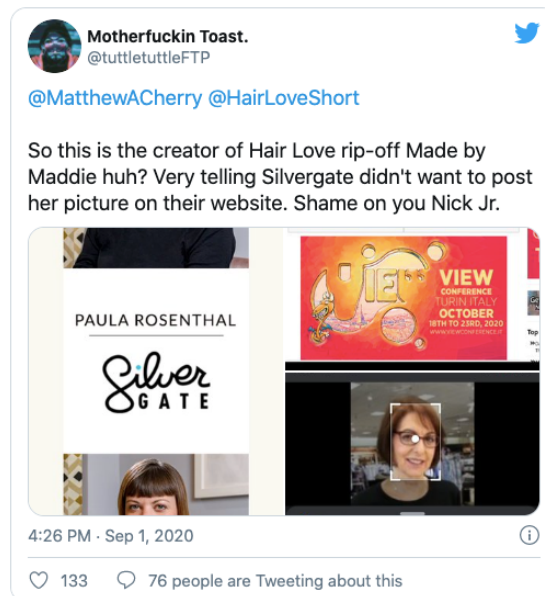 Motherfuckin Toast.
@tuttletuttleFTP
@MatthewACherry @HairLoveShort
So this is the creator of Hair Love rip-off Made by
Maddie huh? Very telling Silvergate didn't want to post
her picture on their website. Shame on you Nick Jr.
PAULA ROSENTHAL
Silver
GATE
VIEW
CONFERENCE
TURIN ITALY
OCTOBER
18TH TO 23RD, 2020
Top
4:26 PM · Sep 1, 2020
133
76 people are Tweeting about this